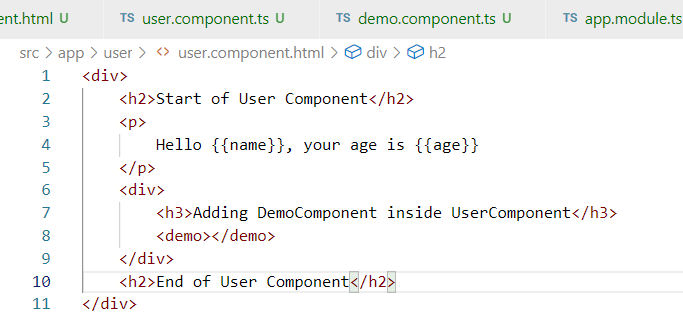 ent.html U TS user.component.ts U TS demo.component.ts U TS app.module.ts
src > app > user > <> user.component.html > div > h2
1 <div>
2 <h2>Start of User Component</h2>
3 <p>
4 Hello {{name}}, your age is {{age}}
5 </p>
6 <div>
7 <h3>Adding DemoComponent inside UserComponent</h3>
8 <demo></demo>
9 </div>
10 <h2>End of User Component</h2>
11 </div>